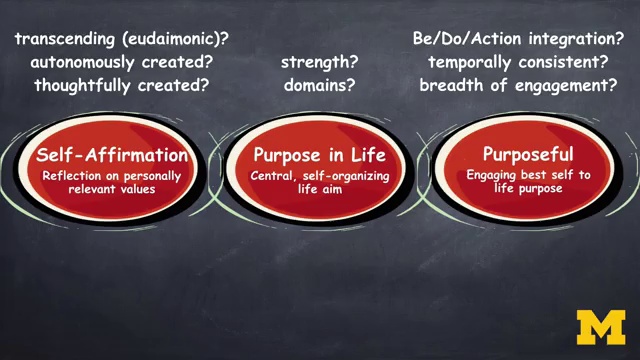 transcending (eudaimonic)?
autonomously created?
thoughtfully created?
strength?
domains?
Be/Do/Action integration?
temporally consistent?
breadth of engagement?
Self-Affirmation
Reflection on personally
relevant values
Purpose in Life
Central, self-organizing
life aim
Purposeful
Engaging best self to
life purpose
M